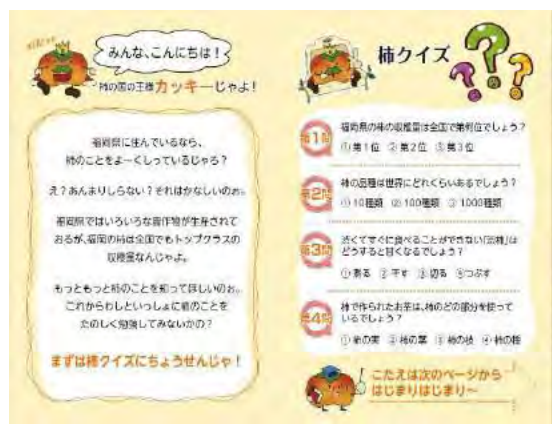 みんな、こんにちは!
柿の国の王様カッキーじゃよ!
福岡県に住んでいるなら、
柿のことをよーくしっているじゃろ?
え?あんまりしらない?それはかなしいのぉ。
福岡県ではいろいろな農作物が生産されて
おるが、福岡の柿は全国でもトップクラスの
収穫量なんじゃよ。
もっともっと柿のことを知ってほしいのぉ。
これからわしといっしょに柿のことを
たのしく勉強してみないかの?
まずは柿クイズにちょうせんじゃ!
柿クイズ
第1問
福岡県の柿の収穫量は全国で第何位でしょう?
①第1位 ②第2位 ③第3位
第2問
柿の品種は世界にどれくらいあるでしょう?
①10種類 ②100種類 ③1000種類
第3問
渋くてすぐに食べることができない「渋柿」は
どうすると甘くなるでしょう?
②干す ③切る ④つぶす
第4問
柿で作られたお茶は、柿のどの部分を使って
いるでしょう?
①柿の実 ②柿の葉 ③柿の枝 ④柿の種
こたえは次のページから
はじまりはじまり〜